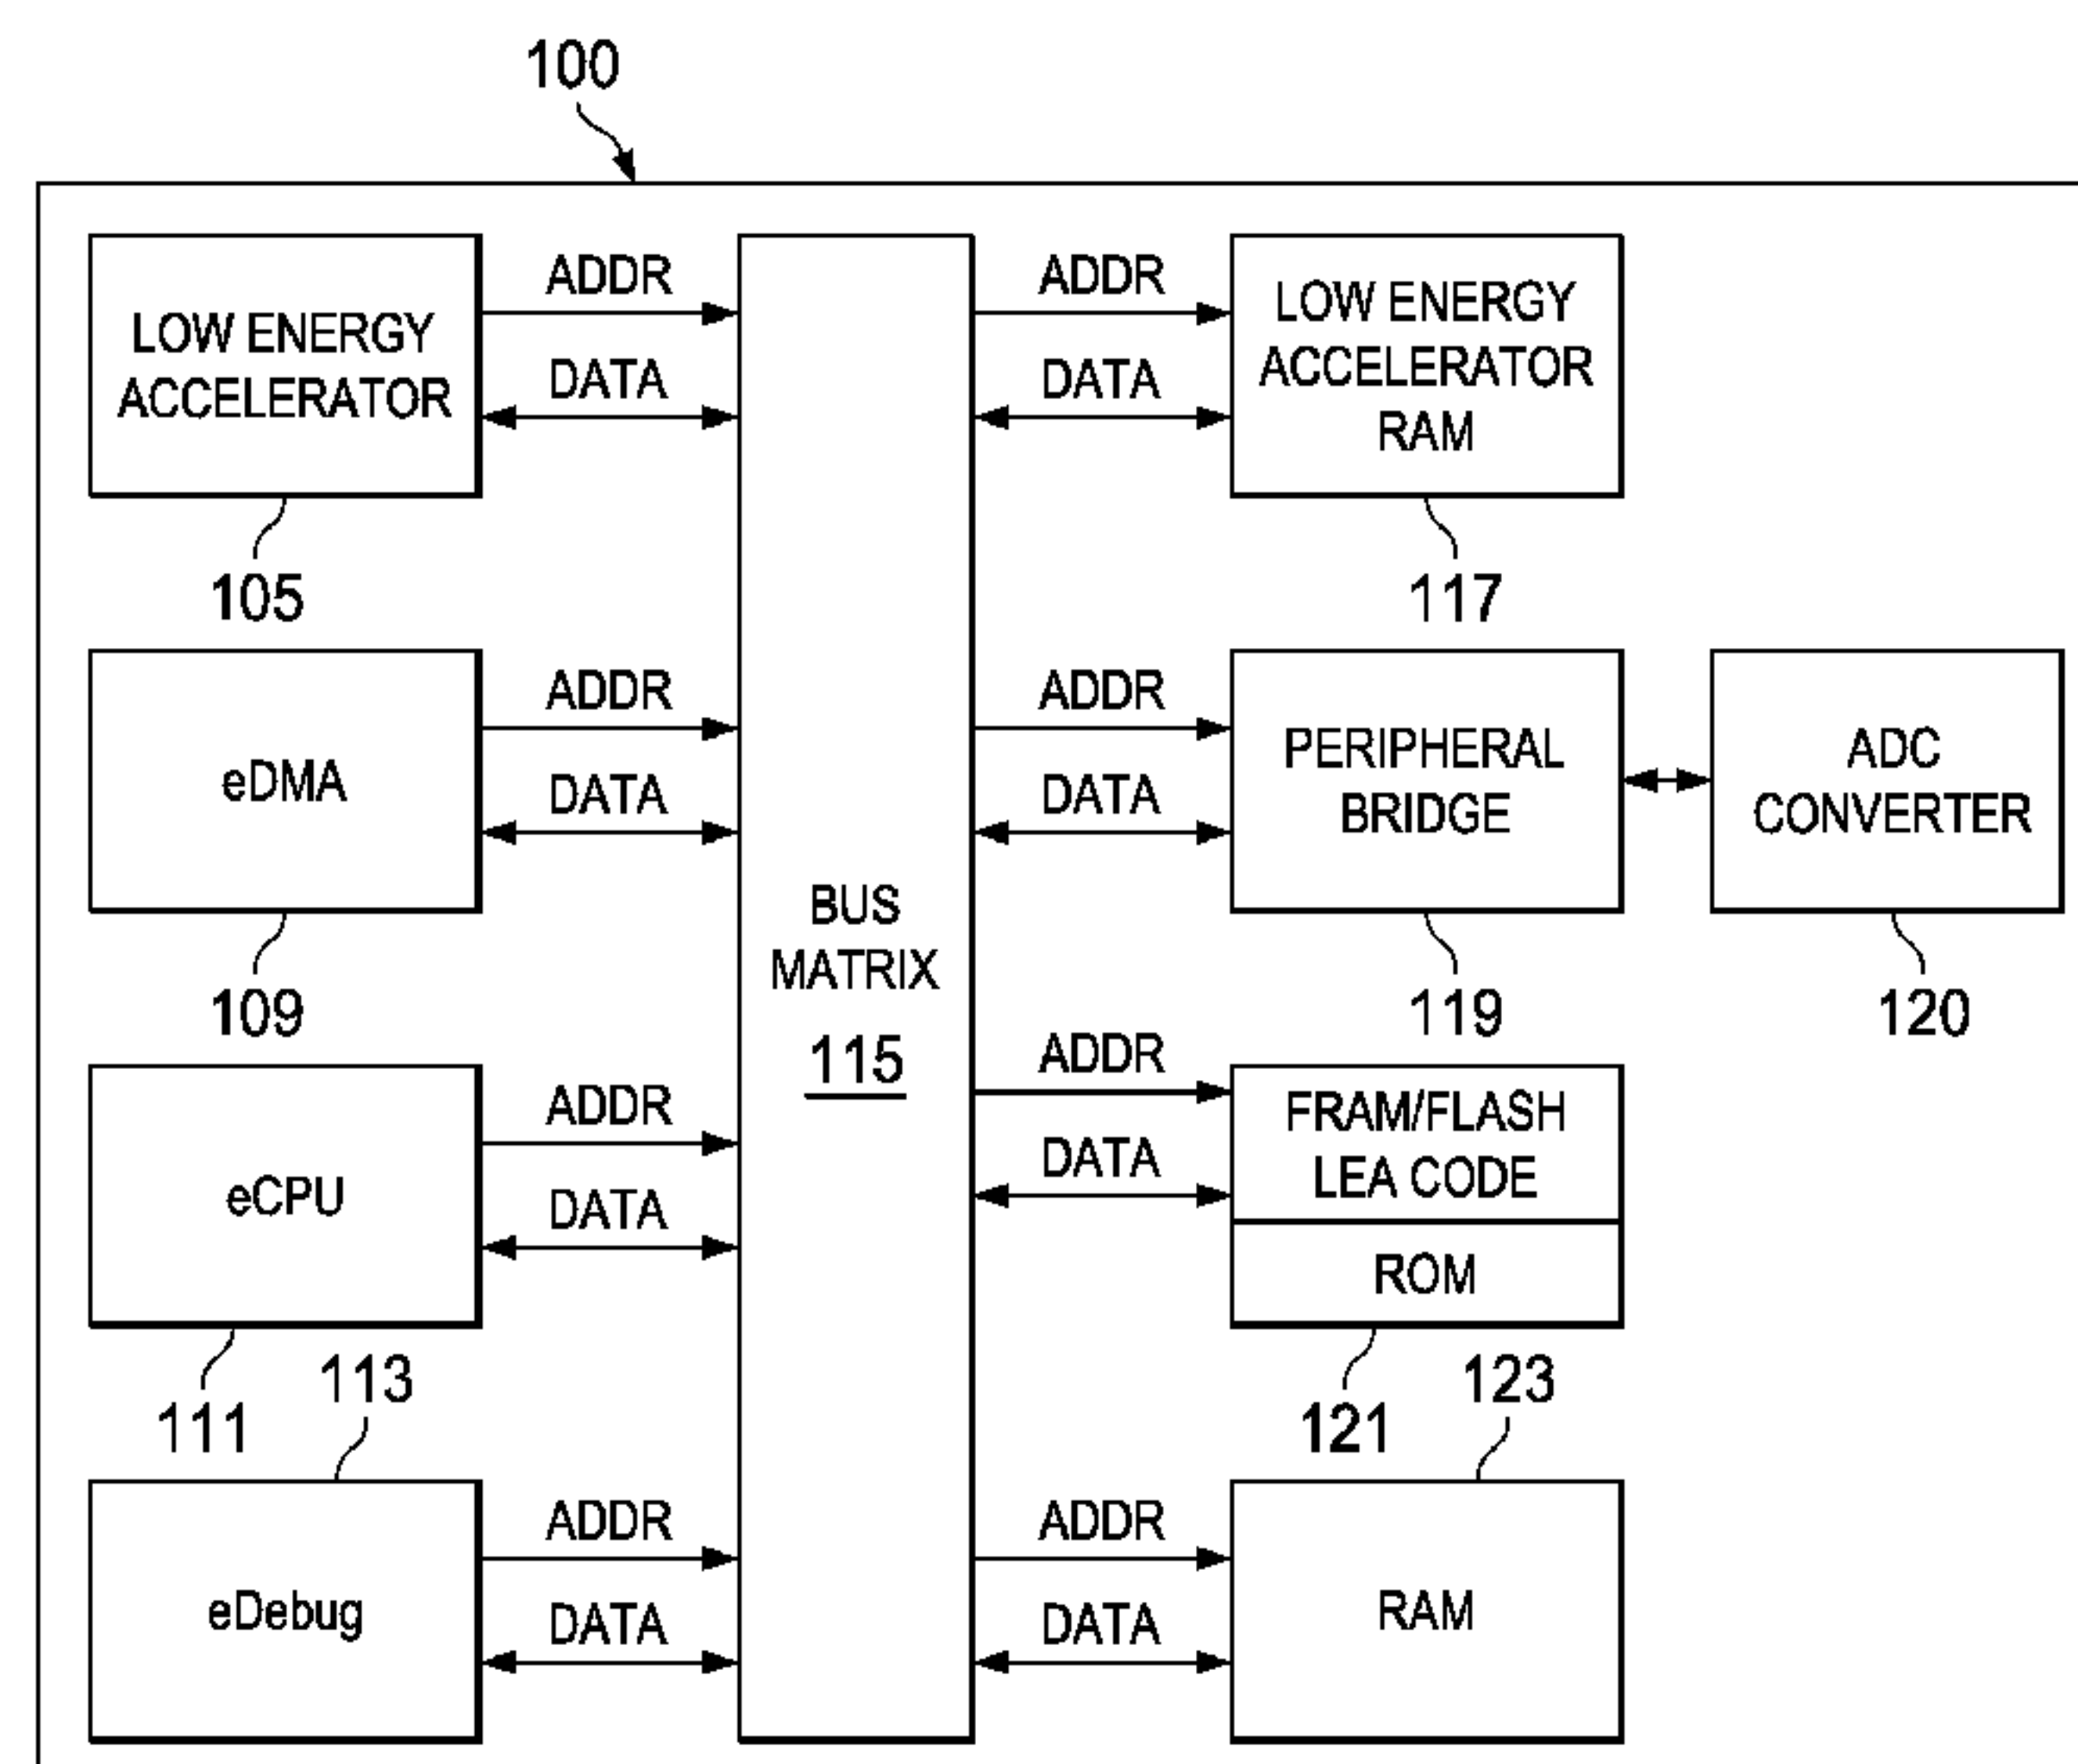 100
LOW ENERGY
ACCELERATOR
ADDR
DATA
ADDR
DATA
LOW ENERGY
ACCELERATOR
RAM
105
117
eDMA
ADDR
DATA
ADDR
DATA
PERIPHERAL
BRIDGE
ADC
CONVERTER
109
BUS
MATRIX
115
119
120
eCPU
ADDR
DATA
ADDR
DATA
FRAM/FLASH
LEA CODE
ROM
111
113
121
123
eDebug
ADDR
DATA
ADDR
DATA
RAM